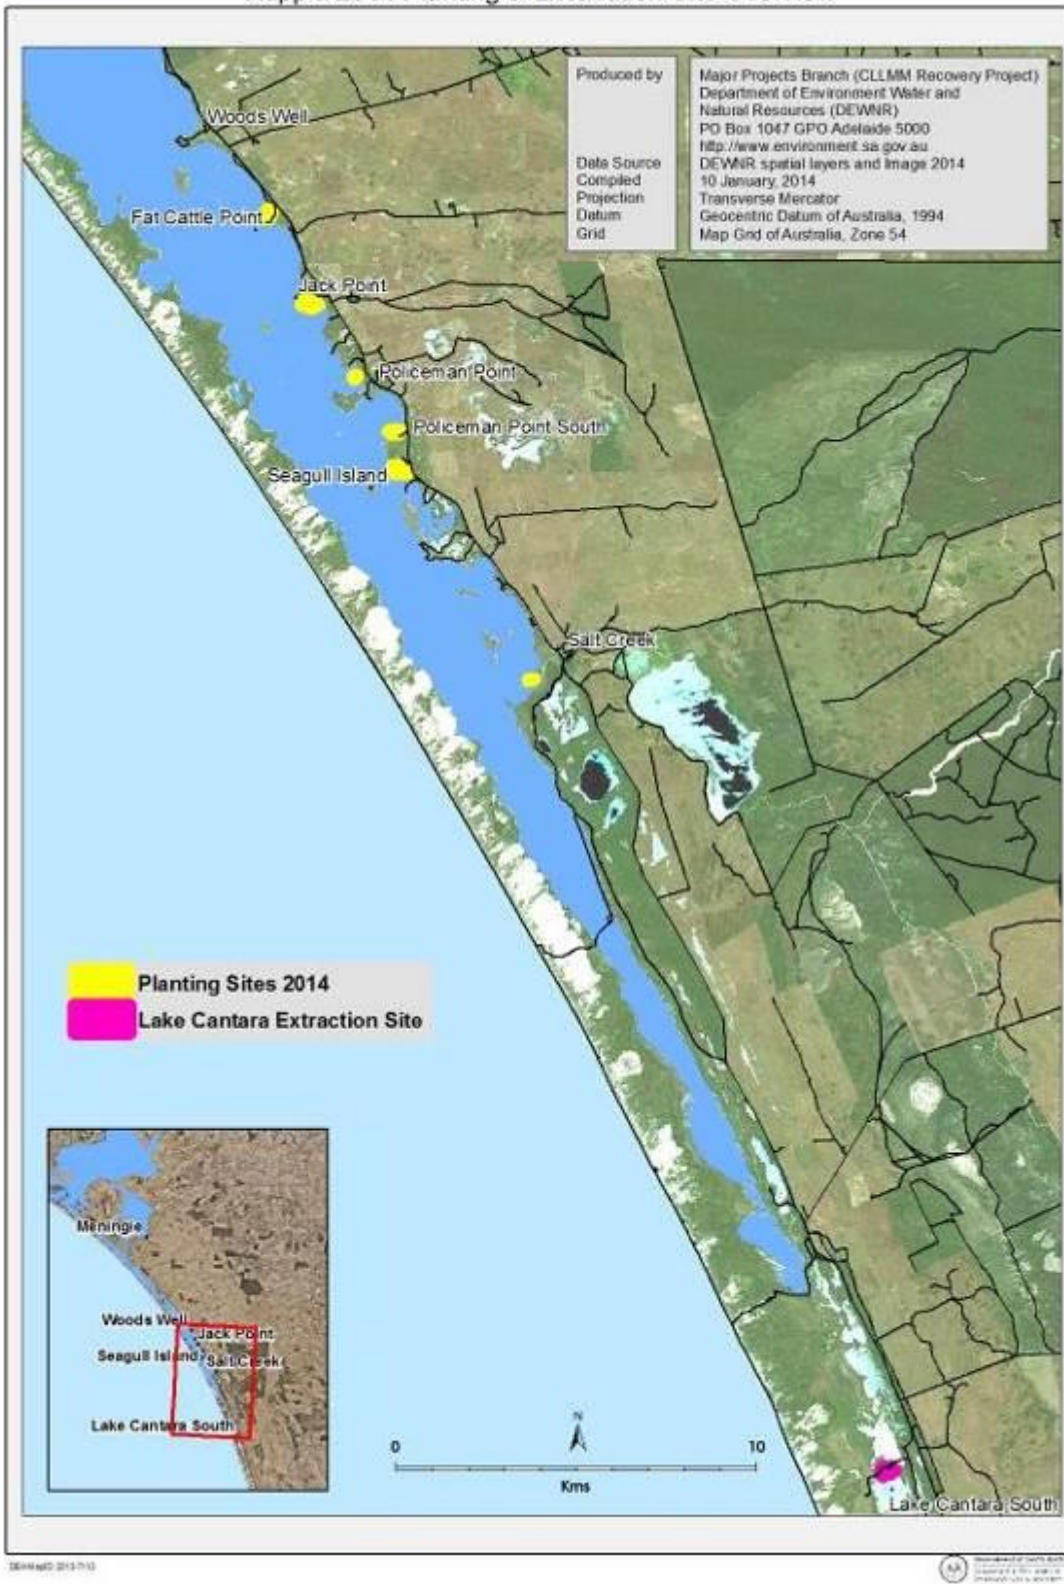 Woods Well
Fat Cattle Point
Jack Point
Policeman Point
Policeman Point South
Seagull Island
Salt Creek
Produced by Major Projects Branch (CLLMM Recovery Project)
Department of Environment Water and
Natural Resources (DEWNR)
PO Box 1047 GPO Adelaide 5000
http://www.environment.sa.gov.au
Data Source DEWNR spatial layers and Image 2014
Compiled 10 January, 2014
Projection Transverse Mercator
Datum Geocentric Datum of Australia, 1994
Grid Map Grid of Australia, Zone 54
Planting Sites 2014
Lake Cantara Extraction Site
Meningie
Woods Well
Jack Point
Seagull Island
Salt Creek
Lake Cantara South
N
0 10
Kms
Lake Cantara South